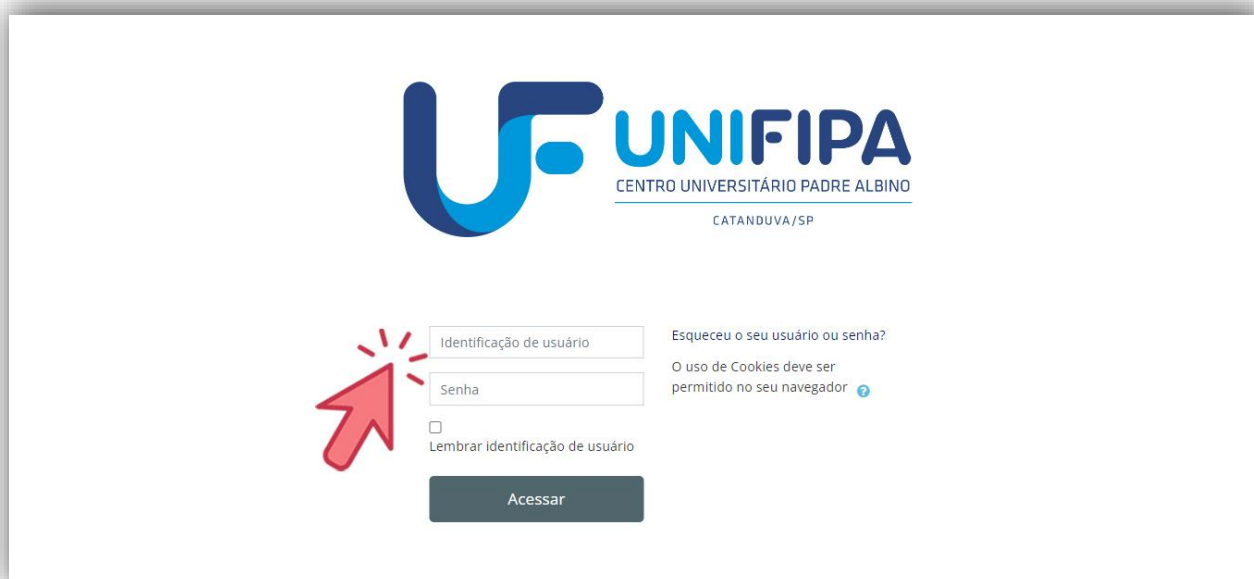 UNIFIPA
CENTRO UNIVERSITÁRIO PADRE ALBINO
CATANDUVA/SP
Identificação de usuário
Senha
Lembrar identificação de usuário
Acessar
Esqueceu o seu usuário ou senha?
O uso de Cookies deve ser
permitido no seu navegador